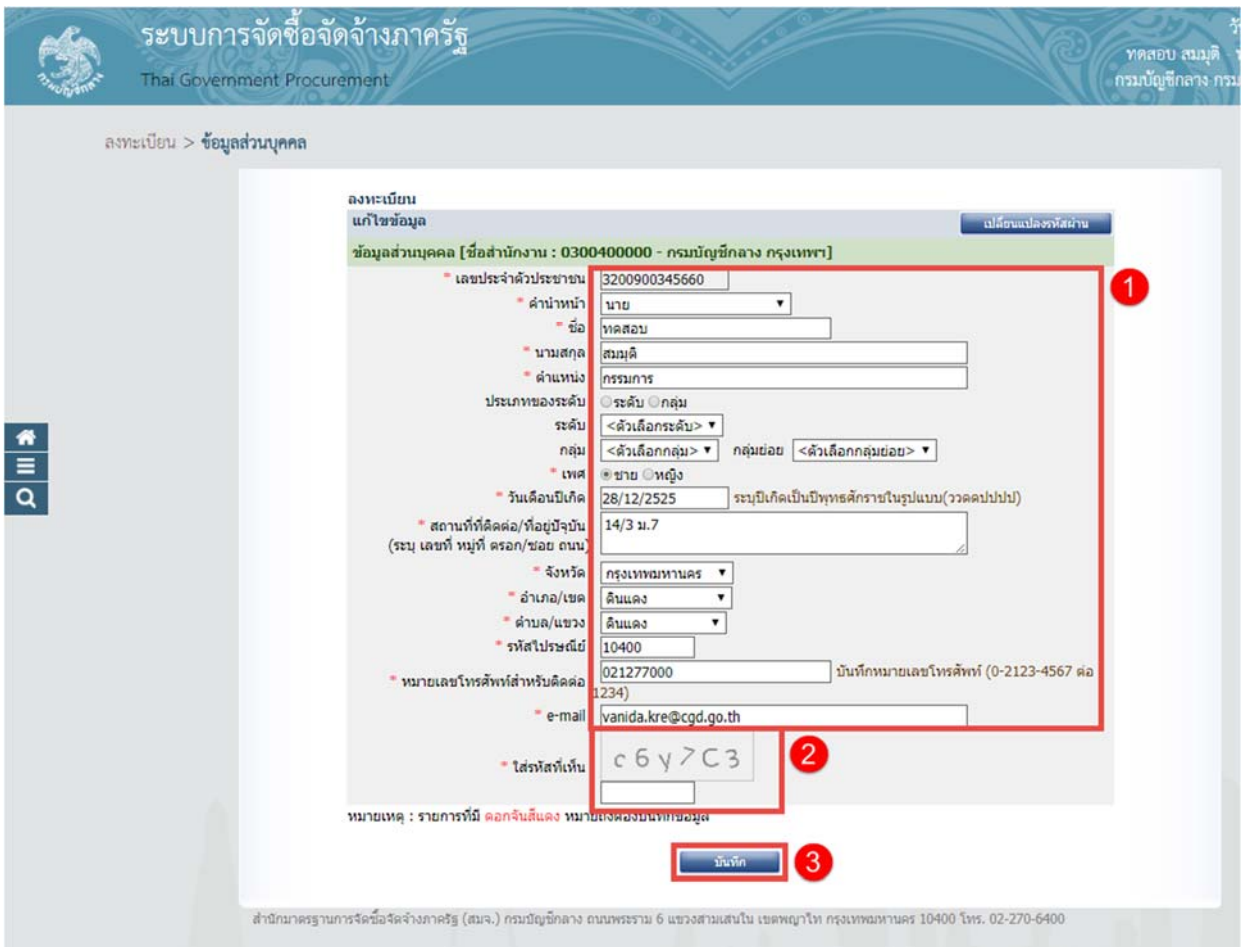 ระบบการจัดซื้อจัดจ้างภาครัฐ
Thai Government Procurement
ทดสอบ สมมุติ
กรมบัญชีกลาง กรม
กรมบัญชีกลาง
ลงทะเบียน > ข้อมูลส่วนบุคคล
ลงทะเบียน
แก้ไขข้อมูล เปลี่ยนแปลงรหัสผ่าน
ข้อมูลส่วนบุคคล [ชื่อสำนักงาน : 0300400000 - กรมบัญชีกลาง กรุงเทพฯ]
* เลขประจำตัวประชาชน 3200900345660
1
* คำนำหน้า นาย
* ชื่อ ทดสอบ
* นามสกุล สมมุติ
* ตำแหน่ง กรรมการ
ประเภทของระดับ ระดับ กลุ่ม
ระดับ <ตัวเลือกระดับ>
กลุ่ม <ตัวเลือกกลุ่ม> กลุ่มย่อย <ตัวเลือกกลุ่มย่อย>
* เพศ ชาย หญิง
* วันเดือนปีเกิด 28/12/2525 ระบุปีเกิดเป็นปีพุทธศักราชในรูปแบบ(ววดดปปปป)
* สถานที่ที่ติดต่อ/ที่อยู่ปัจุบัน 14/3 ม.7
(ระบุ เลขที่ หมู่ที่ ตรอก/ซอย ถนน)
* จังหวัด กรุงเทพมหานคร
* อำเภอ/เขต ดินแดง
* ตำบล/แขวง ดินแดง
* รหัสไปรษณีย์ 10400
* หมายเลขโทรศัพท์สำหรับติดต่อ 021277000 บันทึกหมายเลขโทรศัพท์ (0-2123-4567 ต่อ
1234)
* e-mail vanida.kre@cgd.go.th
* ใส่รหัสที่เห็น c6y7C3
2
หมายเหตุ : รายการที่มี ดอกจันสีแดง หมายถึงต้องบันทึกข้อมูล
บันทึก 3
สำนักมาตรฐานการจัดซื้อจัดจ้างภาครัฐ (สมจ.) กรมบัญชีกลาง ถนนพระราม 6 แขวงสามเสนใน เขตพญาไท กรุงเทพมหานคร 10400 โทร. 02-270-6400